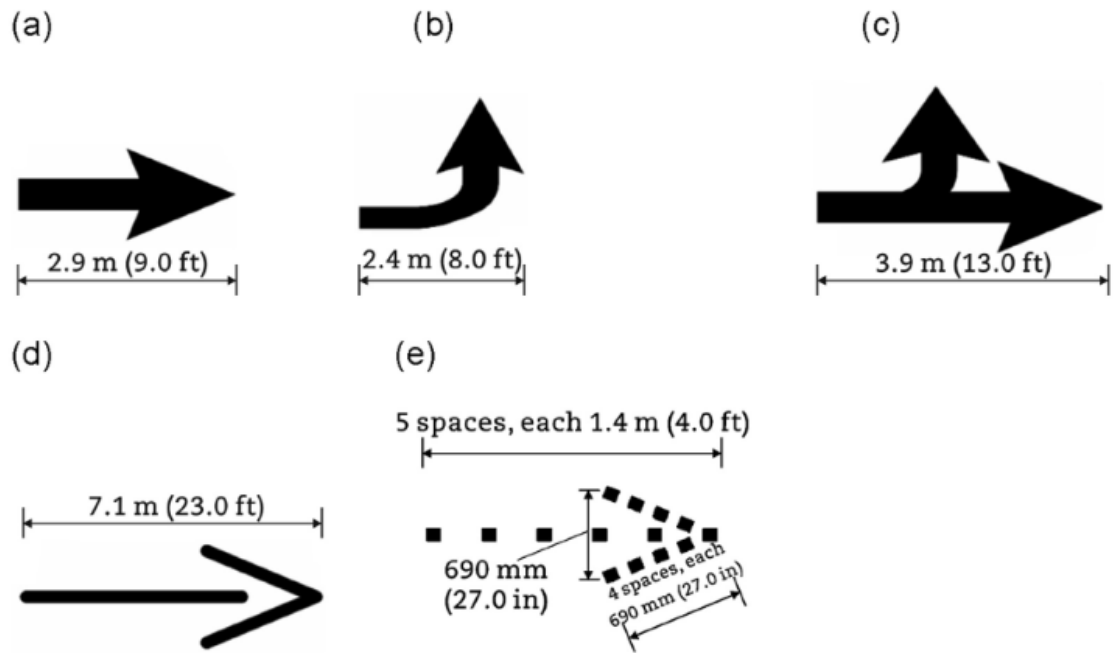 (a)
(b)
(c)
2.9 m (9.0 ft)
2.4 m (8.0 ft)
3.9 m (13.0 ft)
(d)
(e)
5 spaces, each 1.4 m (4.0 ft)
7.1 m (23.0 ft)
690 mm
(27.0 in)
4 spaces, each
690 mm (27.0 in)